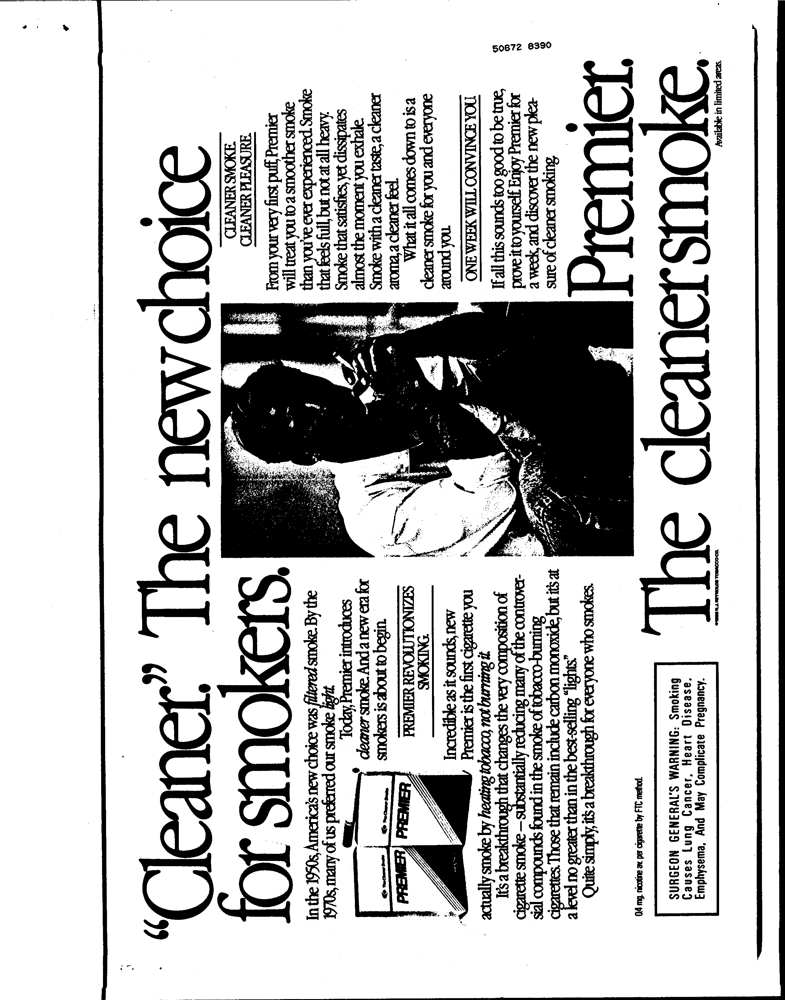 50872 8390
“Cleaner.” The new choice
for smokers.
In the 1950s, America's new choice was filtered smoke. By the
1970s, many of us preferred our smoke light.
Today, Premier introduces
cleaner smoke. And a new era for
smokers is about to begin.
PREMIER REVOLUTIONIZES
SMOKING.
Incredible as it sounds, new
Premier is the first cigarette you
actually smoke by heating tobacco, not burning it.
It's a breakthrough that changes the very composition of
cigarette smoke – substantially reducing many of the controver-
sial compounds found in the smoke of tobacco-burning
cigarettes. Those that remain include carbon monoxide, but it's at
a level no greater than in the best-selling “lights.”
Quite simply, it's a breakthrough for everyone who smokes.
PREMIER
PREMIER
CLEANER SMOKE.
CLEANER PLEASURE.
From your very first puff, Premier
will treat you to a smoother smoke
than you've ever experienced. Smoke
that feels full, but not at all heavy.
Smoke that satisfies, yet dissipates
almost the moment you exhale.
Smoke with a cleaner taste, a cleaner
aroma, a cleaner feel.
What it all comes down to is a
cleaner smoke for you and everyone
around you.
ONE WEEK WILL CONVINCE YOU
If all this sounds too good to be true,
prove it to yourself. Enjoy Premier for
a week, and discover the new plea-
sure of cleaner smoking.
Premier.
The cleaner smoke.
Available in limited areas.
R.J. REYNOLDS TOBACCO CO.
04 mg. nicotine av. per cigarette by FTC method.
SURGEON GENERAL'S WARNING: Smoking
Causes Lung Cancer, Heart Disease,
Emphysema, And May Complicate Pregnancy.